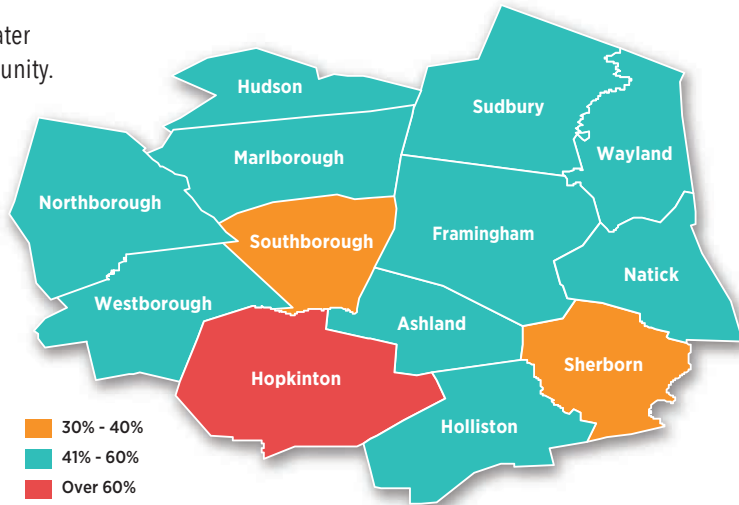 unity.
Hudson
Sudbury
Marlborough
Wayland
Northborough
Southborough
Framingham
Natick
Westborough
Ashland
Sherborn
Hopkinton
Holliston
30% - 40%
41% - 60%
Over 60%